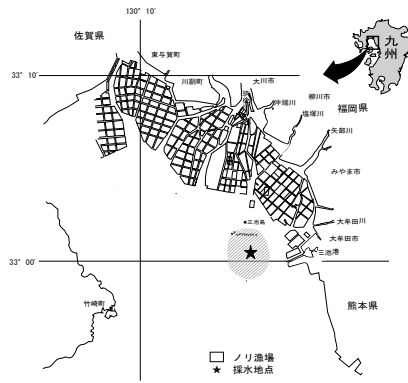 130° 10'
佐賀県
九州
東与賀町
33° 10'
川副町
大川市
筑後川
沖端川
柳川市
福岡県
塩塚川
矢部川
みやま市
三池島
大牟田川
大牟田市
三池港
33° 00'
竹崎町
熊本県
ノリ漁場
採水地点